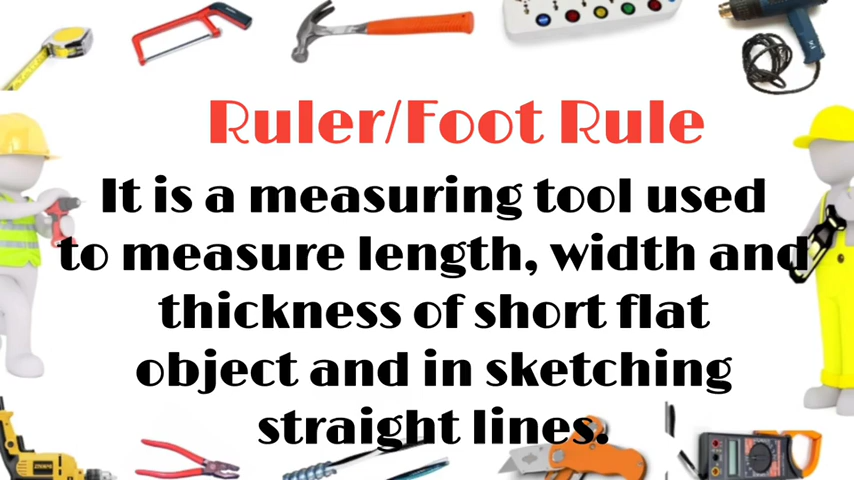 Ruler/Foot Rule
It is a measuring tool used
to measure length, width and
thickness of short flat
object and in sketching
straight lines.